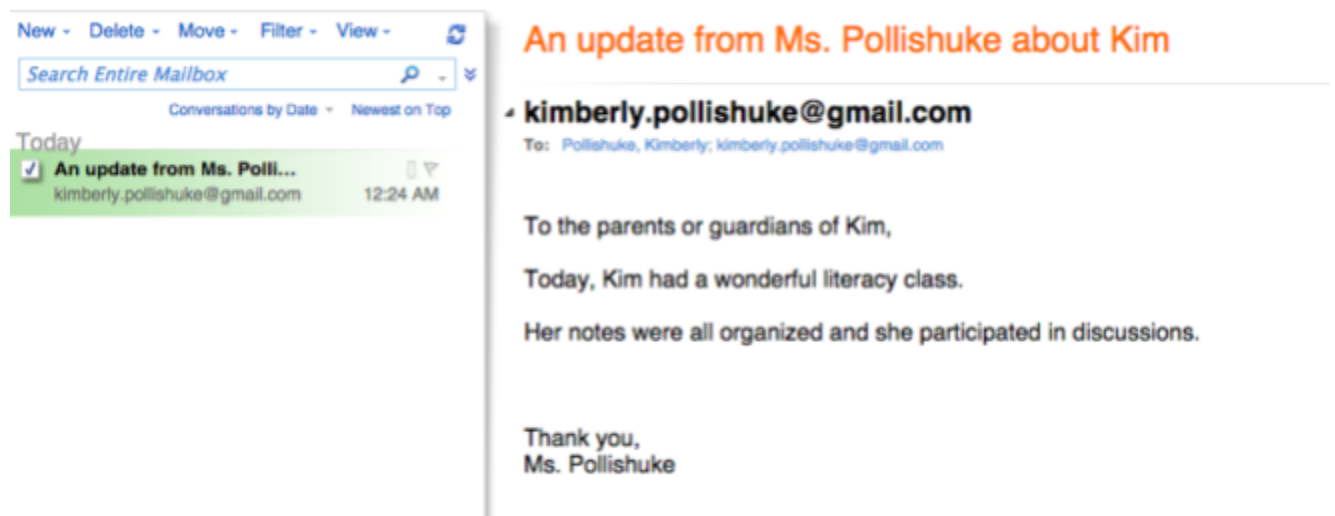 New Delete Move Filter View
Search Entire Mailbox
Conversations by Date Newest on Top
Today
An update from Ms. Polli...
kimberly.pollishuke@gmail.com 12:24 AM
An update from Ms. Pollishuke about Kim
kimberly.pollishuke@gmail.com
To: Pollishuke, Kimberly; kimberly.pollishuke@gmail.com
To the parents or guardians of Kim,
Today, Kim had a wonderful literacy class.
Her notes were all organized and she participated in discussions.
Thank you,
Ms. Pollishuke